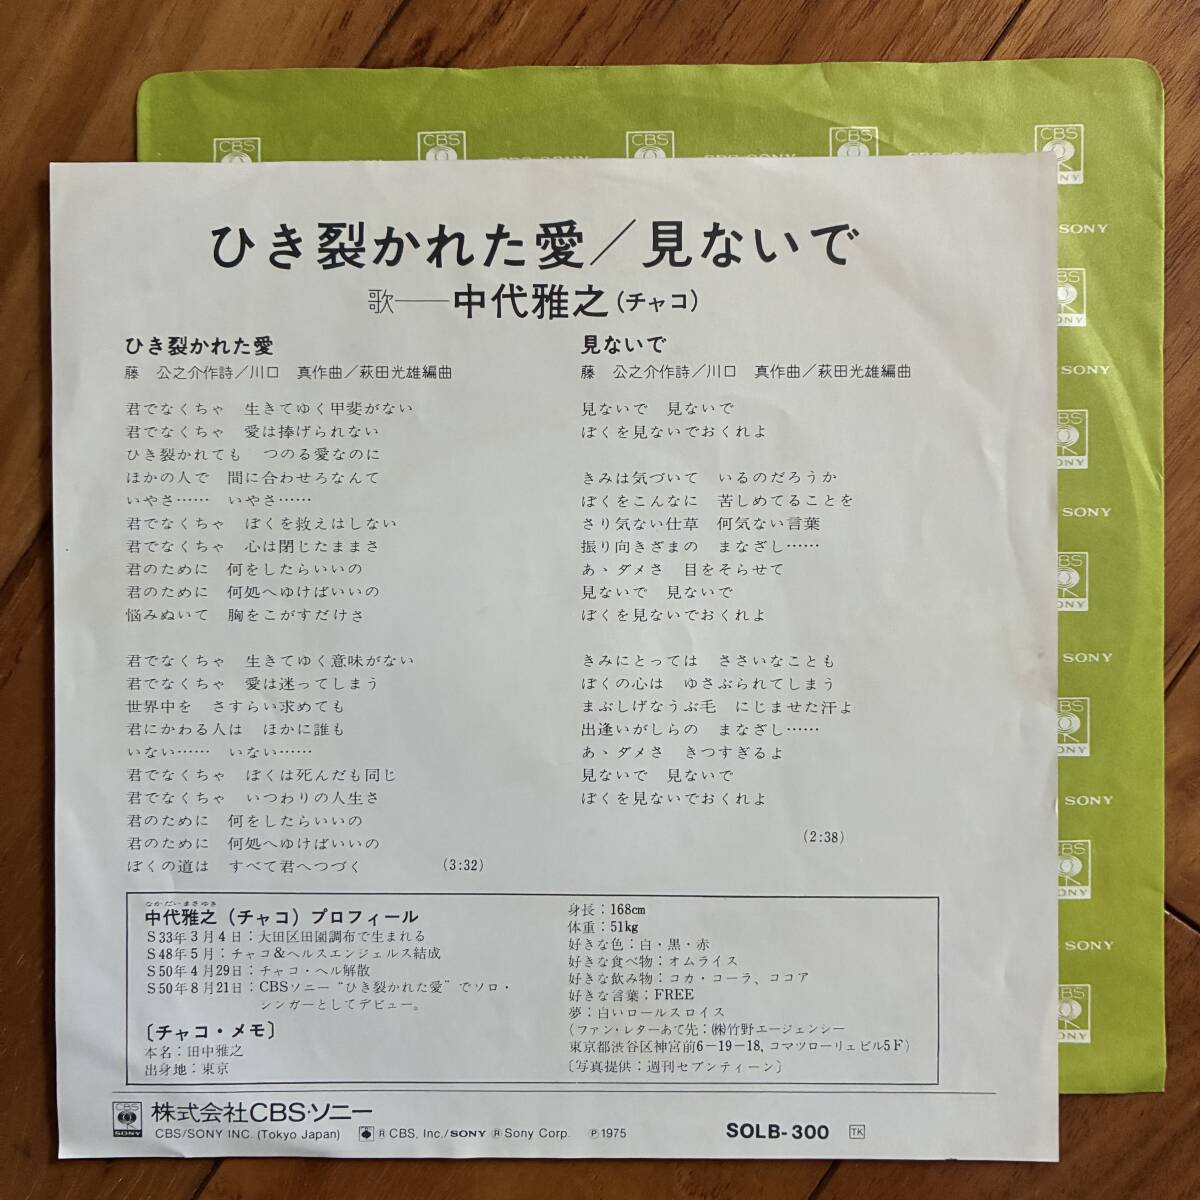 CBS
CBS
CBS
CBS
CBS
SONY
SONY
SONY
SONY
SONY
SONY
SONY
SONY
ひき裂かれた愛／見ないで
歌──中代雅之(チャコ)
ひき裂かれた愛
藤　公之介作詩／川口　真作曲／萩田光雄編曲
君でなくちゃ　生きてゆく甲斐がない
君でなくちゃ　愛は捧げられない
ひき裂かれても　つのる愛なのに
ほかの人で　間に合わせろなんて
いやさ……　いやさ……
君でなくちゃ　ぼくを救えはしない
君でなくちゃ　心は閉じたままさ
君のために　何をしたらいいの
君のために　何処へゆけばいいの
悩みぬいて　胸をこがすだけさ
君でなくちゃ　生きてゆく意味がない
君でなくちゃ　愛は迷ってしまう
世界中を　さすらい求めても
君にかわる人は　ほかに誰も
いない……　いない……
君でなくちゃ　ぼくは死んだも同じ
君でなくちゃ　いつわりの人生さ
君のために　何をしたらいいの
君のために　何処へゆけばいいの
ぼくの道は　すべて君へつづく　(3:32)
見ないで
藤　公之介作詩／川口　真作曲／萩田光雄編曲
見ないで　見ないで
ぼくを見ないでおくれよ
きみは気づいて　いるのだろうか
ぼくをこんなに　苦しめてることを
さり気ない仕草　何気ない言葉
振り向きざまの　まなざし……
あゝダメさ　目をそらせて
見ないで　見ないで
ぼくを見ないでおくれよ
きみにとっては　ささいなことも
ぼくの心は　ゆさぶられてしまう
まぶしげなうぶ毛　にじませた汗よ
出逢いがしらの　まなざし……
あゝダメさ　きつすぎるよ
見ないで　見ないで
ぼくを見ないでおくれよ
(2:38)
なかだい・まさゆき
中代雅之（チャコ）プロフィール
S33年3月4日：大田区田園調布で生まれる
S48年5月：チャコ&ヘルスエンジェルス結成
S50年4月29日：チャコ・ヘル解散
S50年8月21日：CBSソニー“ひき裂かれた愛”でソロ・
シンガーとしてデビュー。
〔チャコ・メモ〕
本名：田中雅之
出身地：東京
身長：168cm
体重：51kg
好きな色：白・黒・赤
好きな食べ物：オムライス
好きな飲み物：コカ・コーラ、ココア
好きな言葉：FREE
夢：白いロールスロイス
(ファン・レターあて先：㈱竹野エージェンシー
東京都渋谷区神宮前6-19-18, コマツローリエビル5F)
〔写真提供：週刊セブンティーン〕
CBS
SONY
株式会社CBS・ソニー
CBS/SONY INC. (Tokyo Japan)　Ⓡ CBS, Inc./SONY Ⓡ Sony Corp.　Ⓟ 1975
SOLB-300　TK